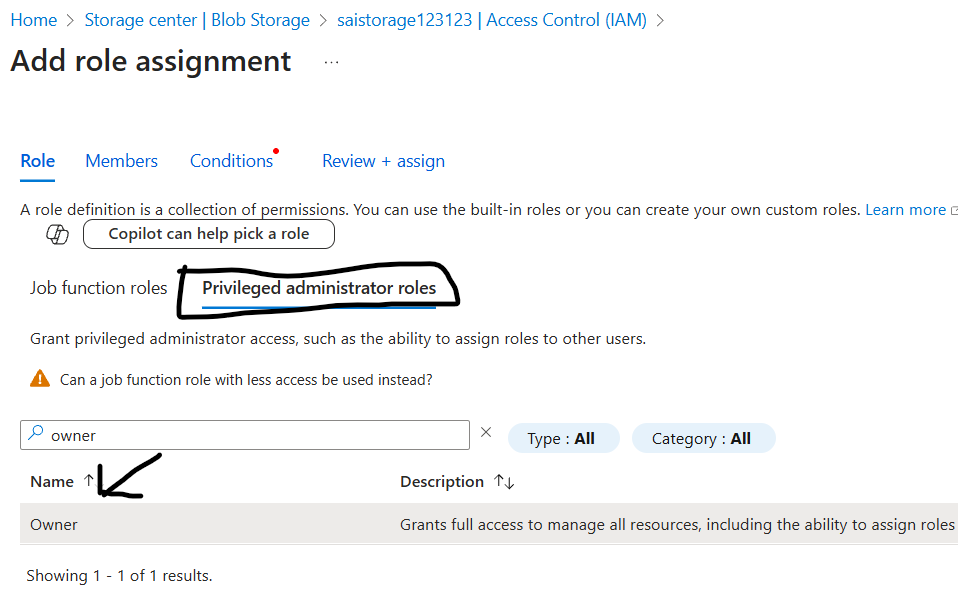 Home > Storage center | Blob Storage > saistorage123123 | Access Control (IAM) >
Add role assignment ...
Role Members Conditions Review + assign
A role definition is a collection of permissions. You can use the built-in roles or you can create your own custom roles. Learn more
Copilot can help pick a role
Job function roles Privileged administrator roles
Grant privileged administrator access, such as the ability to assign roles to other users.
Can a job function role with less access be used instead?
owner Type : All Category : All
Name ↑ Description ↑↓
Owner Grants full access to manage all resources, including the ability to assign roles
Showing 1 - 1 of 1 results.